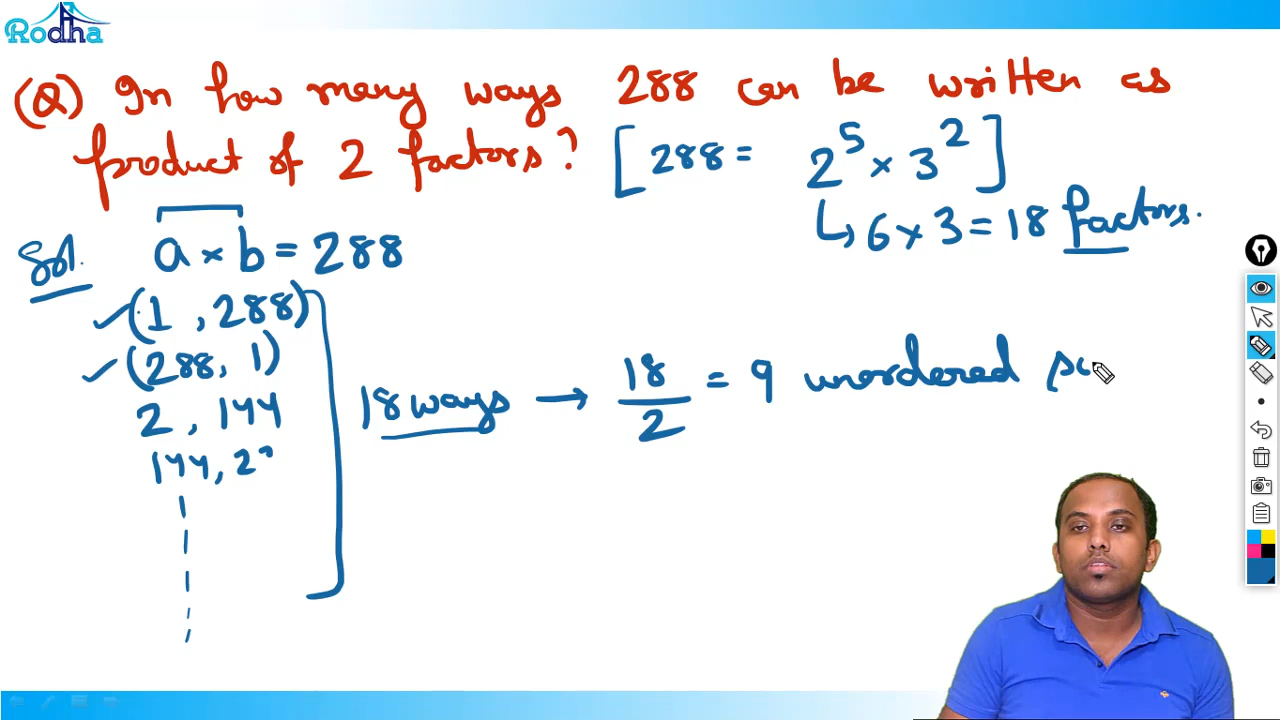 Rodha
(Q) In how many ways 288 can be written as
product of 2 factors? [288 = 2^5 × 3^2]
↳ 6 × 3 = 18 factors.
Sol. a × b = 288
✓ (1, 288)
✓ (288, 1)
2, 144
144, 2
18 ways → 18/2 = 9 unordered